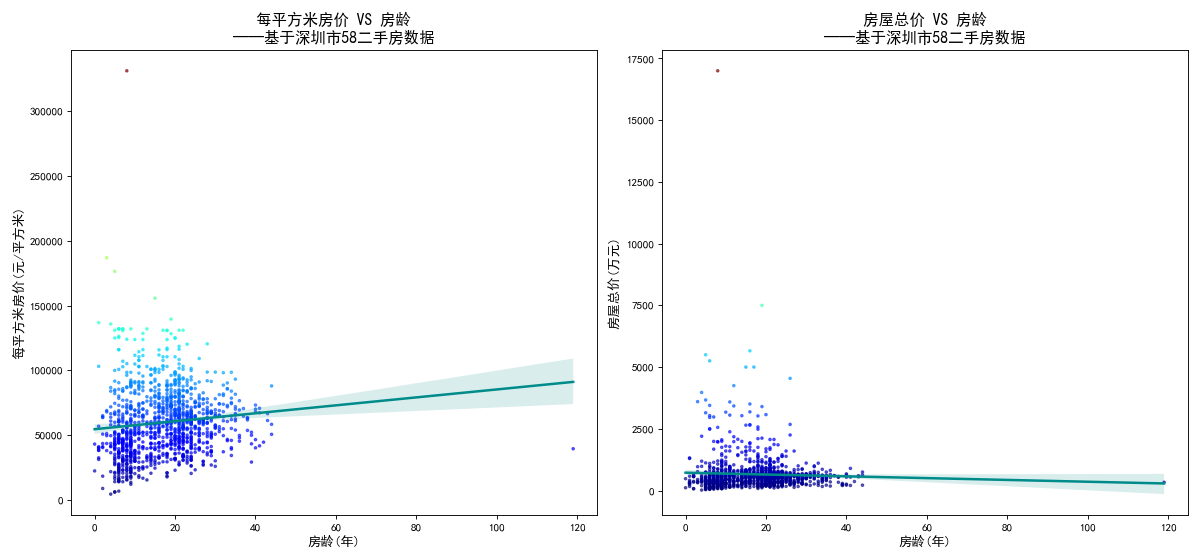 每平方米房价 VS 房龄
——基于深圳市58二手房数据
300000
250000
200000
150000
100000
50000
0
每平方米房价(元/平方米)
0 20 40 60 80 100 120
房龄(年)
房屋总价 VS 房龄
——基于深圳市58二手房数据
17500
15000
12500
10000
7500
5000
2500
0
房屋总价(万元)
0 20 40 60 80 100 120
房龄(年)